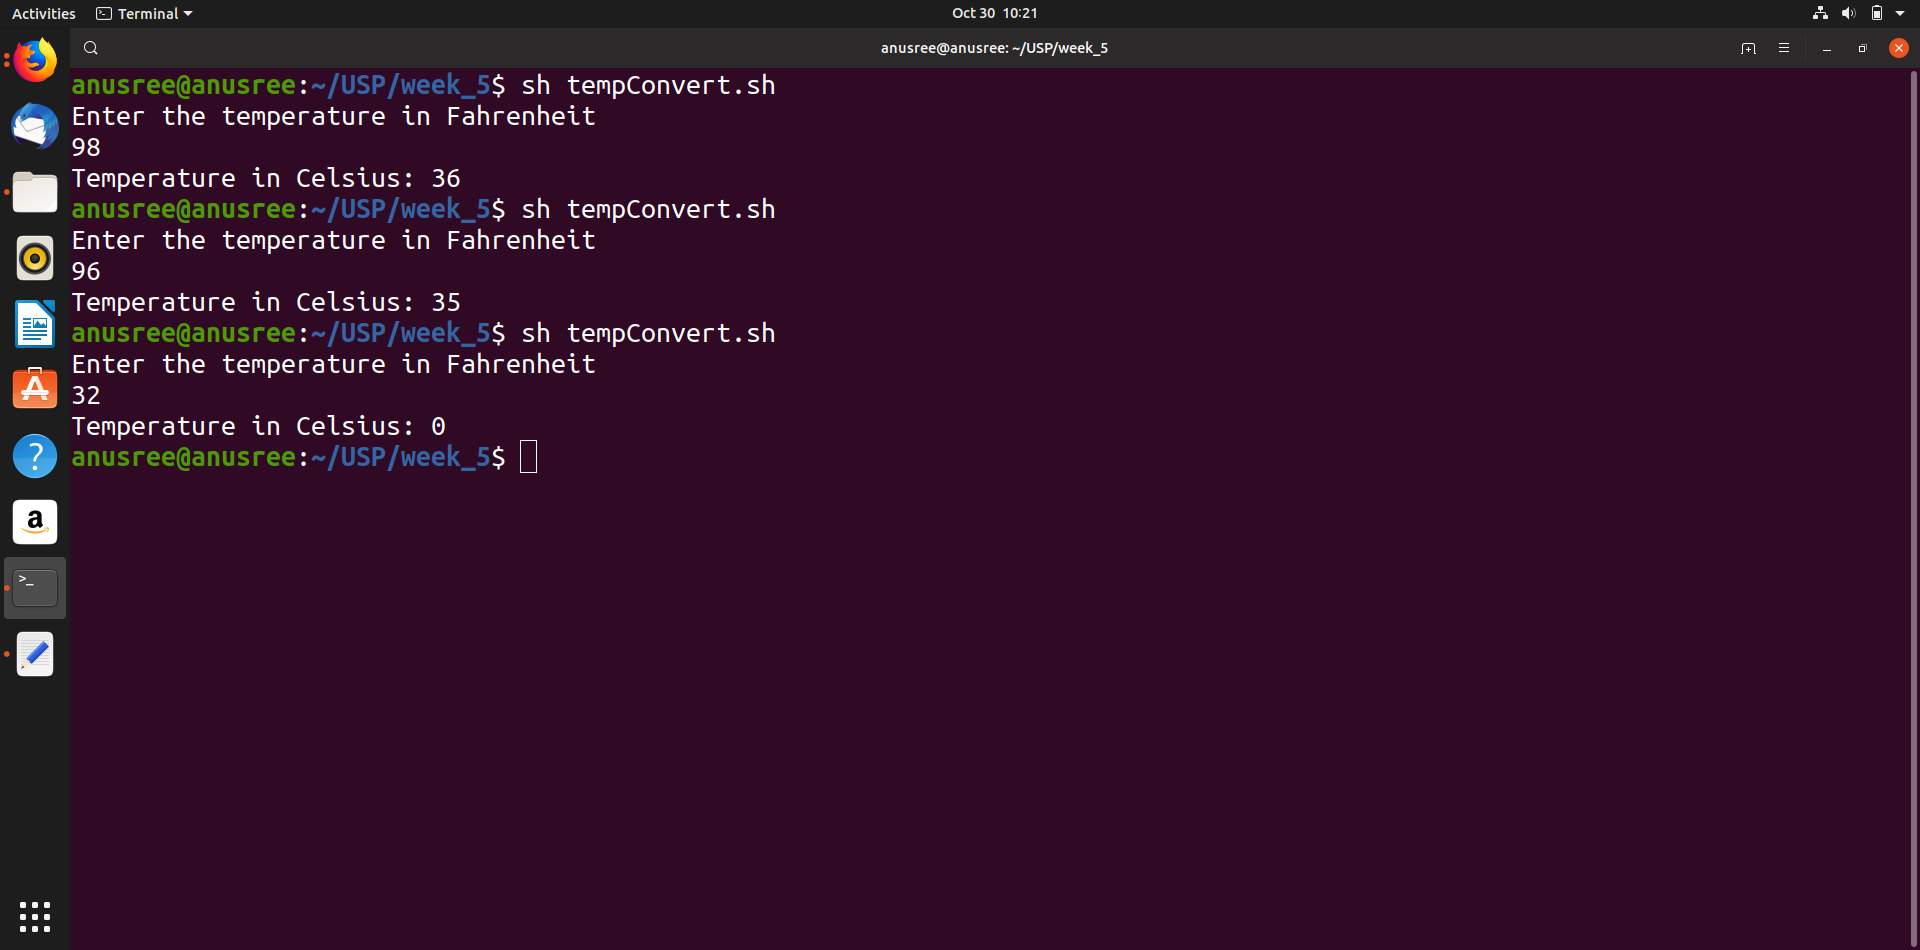 Activities Terminal Oct 30 10:21
anusree@anusree: ~/USP/week_5
anusree@anusree:~/USP/week_5$ sh tempConvert.sh
Enter the temperature in Fahrenheit
98
Temperature in Celsius: 36
anusree@anusree:~/USP/week_5$ sh tempConvert.sh
Enter the temperature in Fahrenheit
96
Temperature in Celsius: 35
anusree@anusree:~/USP/week_5$ sh tempConvert.sh
Enter the temperature in Fahrenheit
32
Temperature in Celsius: 0
anusree@anusree:~/USP/week_5$